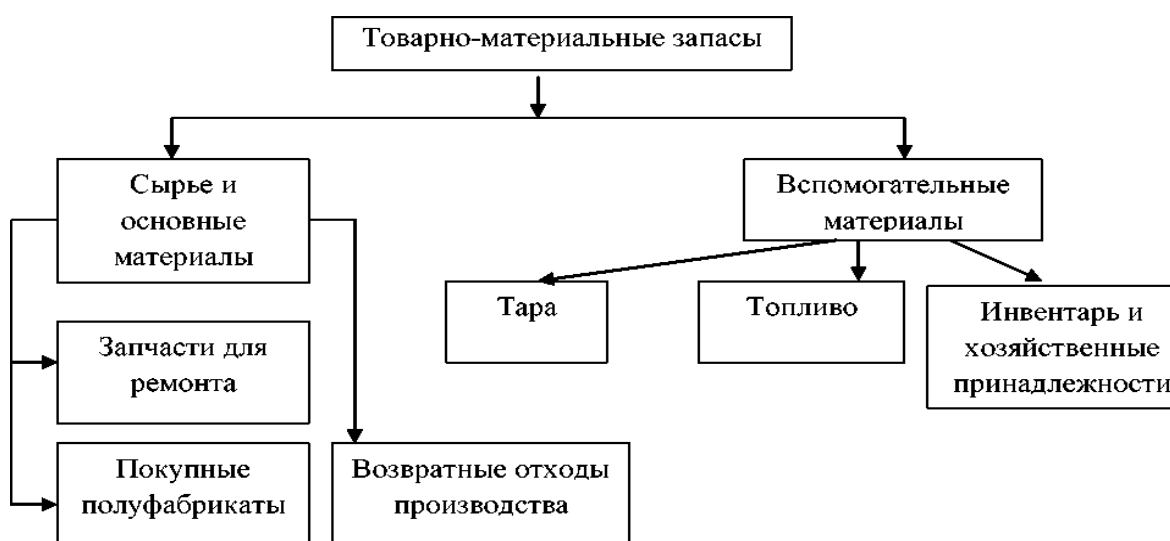 Товарно-материальные запасы
Сырье и
основные
материалы
Вспомогательные
материалы
Тара
Топливо
Инвентарь и
хозяйственные
принадлежности
Запчасти для
ремонта
Покупные
полуфабрикаты
Возвратные отходы
производства